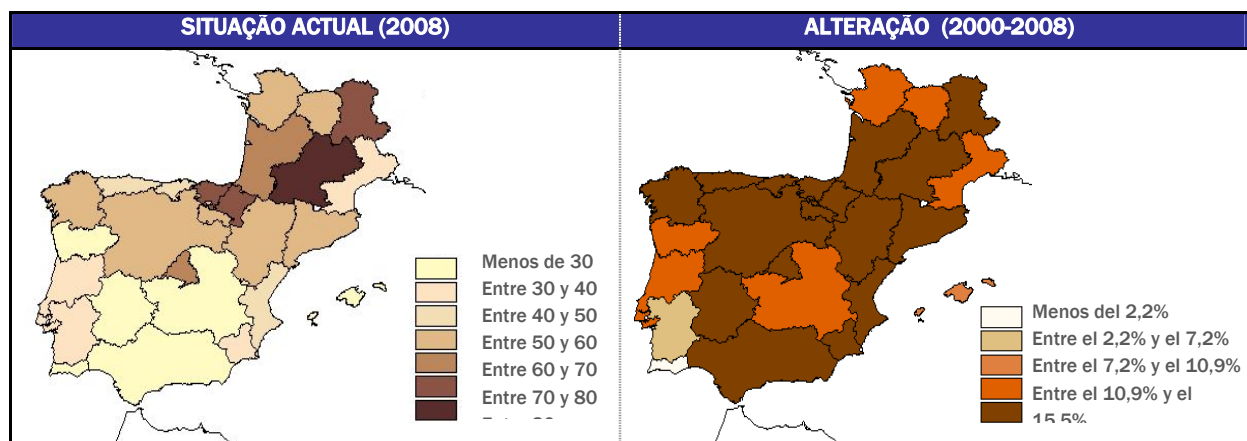 SITUAÇÃO ACTUAL (2008)
ALTERAÇÃO (2000-2008)
Menos de 30
Entre 30 y 40
Entre 40 y 50
Entre 50 y 60
Entre 60 y 70
Entre 70 y 80
Menos del 2,2%
Entre el 2,2% y el 7,2%
Entre el 7,2% y el 10,9%
Entre el 10,9% y el
15,5%